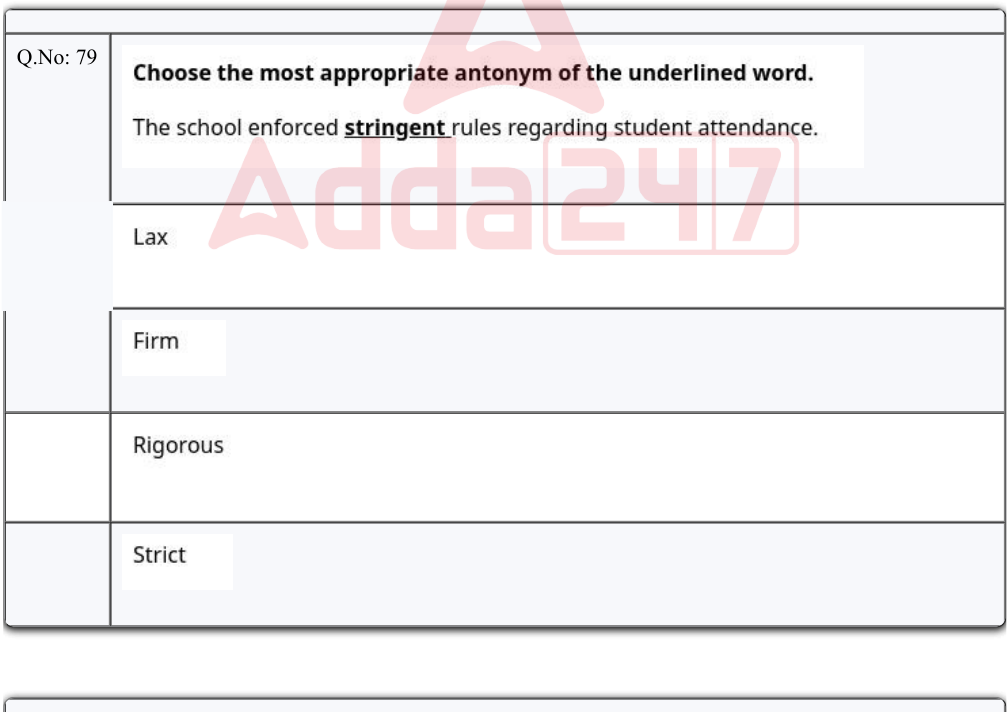 Q.No: 79
Choose the most appropriate antonym of the underlined word.
The school enforced stringent rules regarding student attendance.
Adda247
Lax
Firm
Rigorous
Strict